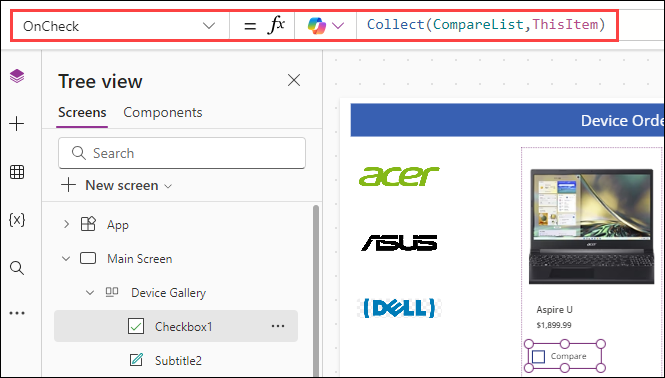 OnCheck = fx Collect(CompareList,ThisItem)
Tree view
Screens Components
Search
New screen
App
Main Screen
Device Gallery
Checkbox1
Subtitle2
{x}
Device Orde
acer
ASUS
DELL
acer
Aspire U
$1,899.99
Compare